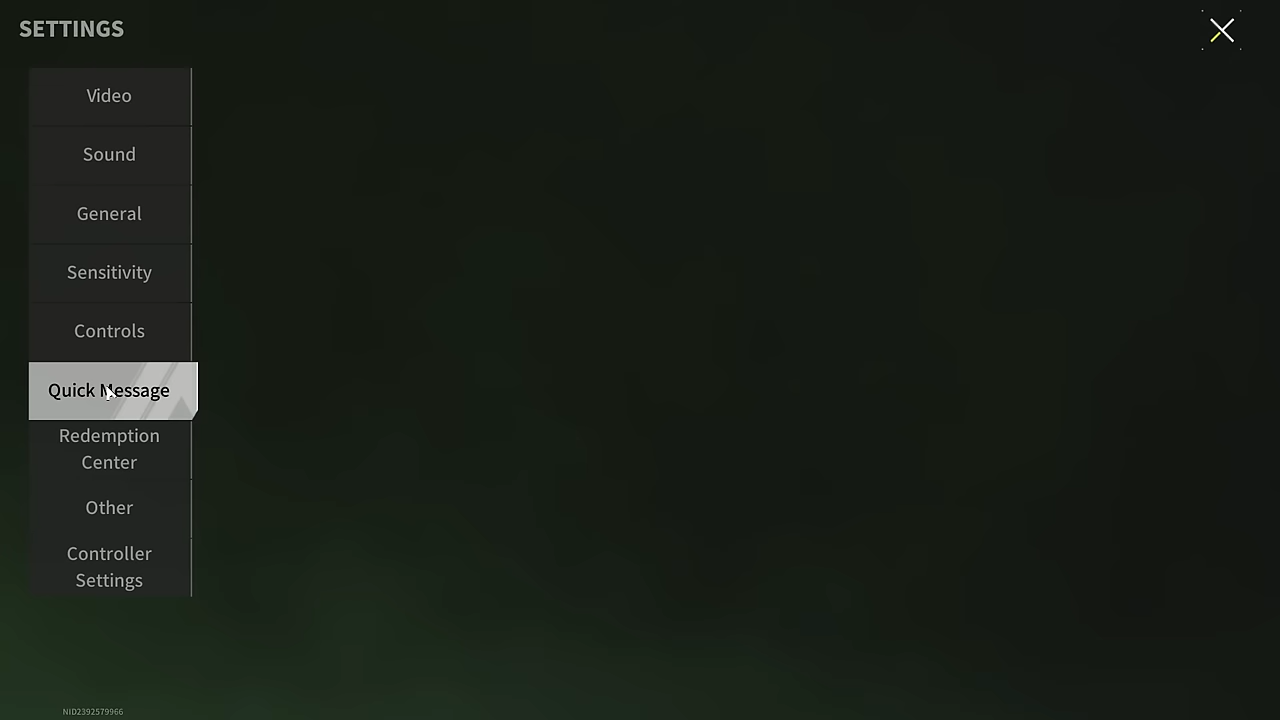 SETTINGS
Video
Sound
General
Sensitivity
Controls
Quick Message
Redemption
Center
Other
Controller
Settings
NID2392579966